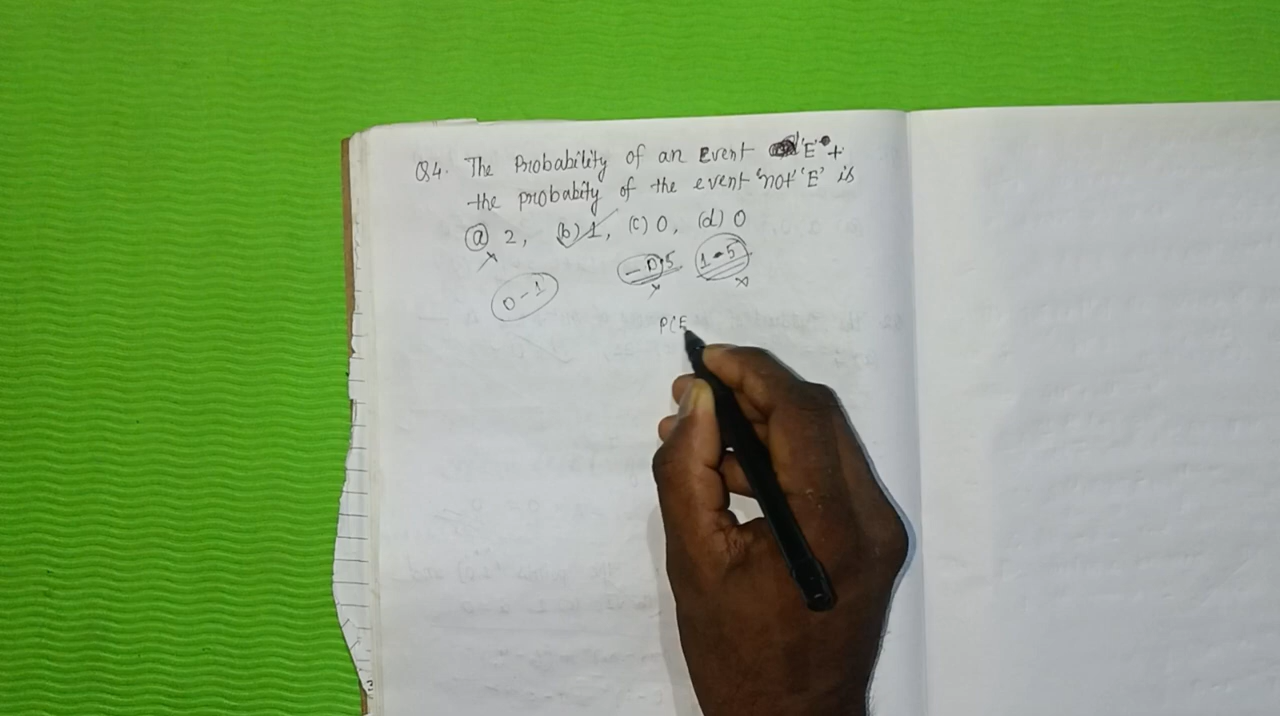 Q4. The Probability of an Event 'E' +
the probabity of the event 'not 'E' is
(a) 2, (b) 1, (c) 0, (d) 0
0-1 -0.5 1-5
P(E